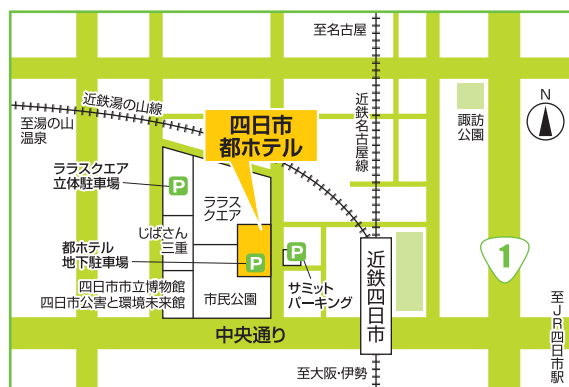 至名古屋
近鉄湯の山線
至湯の山
温泉
四日市
都ホテル
近鉄名古屋線
諏訪
公園
N
ララスクエア
立体駐車場
P
ララス
クエア
じばさん
三重
都ホテル
地下駐車場
P
P
サミット
パーキング
近鉄四日市
1
四日市市立博物館
四日市公害と環境未来館
市民公園
中央通り
至大阪・伊勢
至JR四日市駅